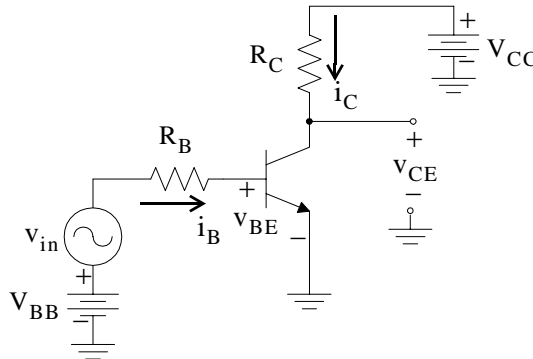 +
R_C
i_C
-
V_CC
R_B
+
v_CE
-
+
v_BE
-
i_B
v_in
+
V_BB
-